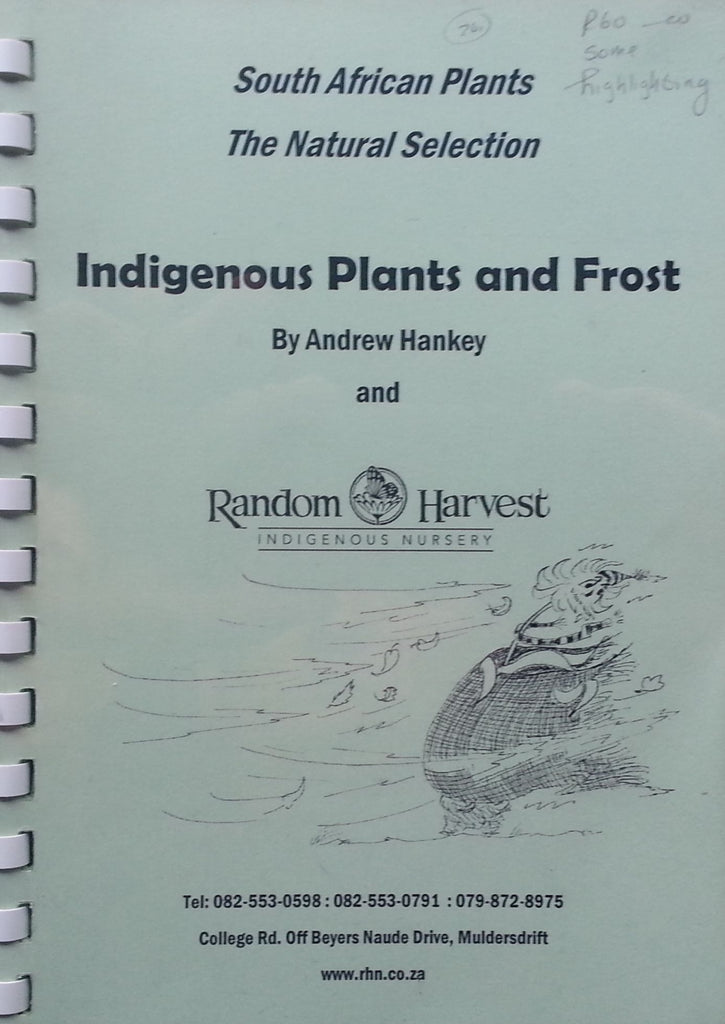 R60 —00
some
highlighting
South African Plants
The Natural Selection
Indigenous Plants and Frost
By Andrew Hankey
and
Random Harvest
INDIGENOUS NURSERY
Tel: 082-553-0598 : 082-553-0791 : 079-872-8975
College Rd. Off Beyers Naude Drive, Muldersdrift
www.rhn.co.za